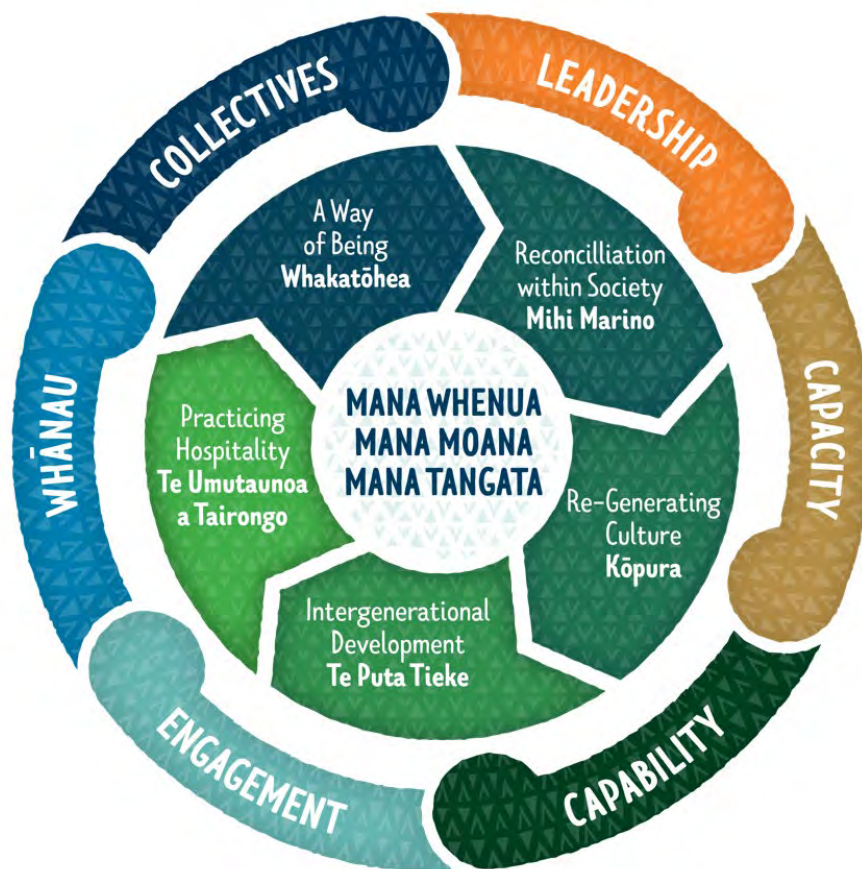 COLLECTIVES
LEADERSHIP
CAPACITY
CAPABILITY
ENGAGEMENT
WHĀNAU
A Way
of Being
Whakatōhea
Reconcilliation
within Society
Mihi Marino
Re-Generating
Culture
Kōpura
Intergenerational
Development
Te Puta Tieke
Practicing
Hospitality
Te Umutaunoa
a Tairongo
MANA WHENUA
MANA MOANA
MANA TANGATA